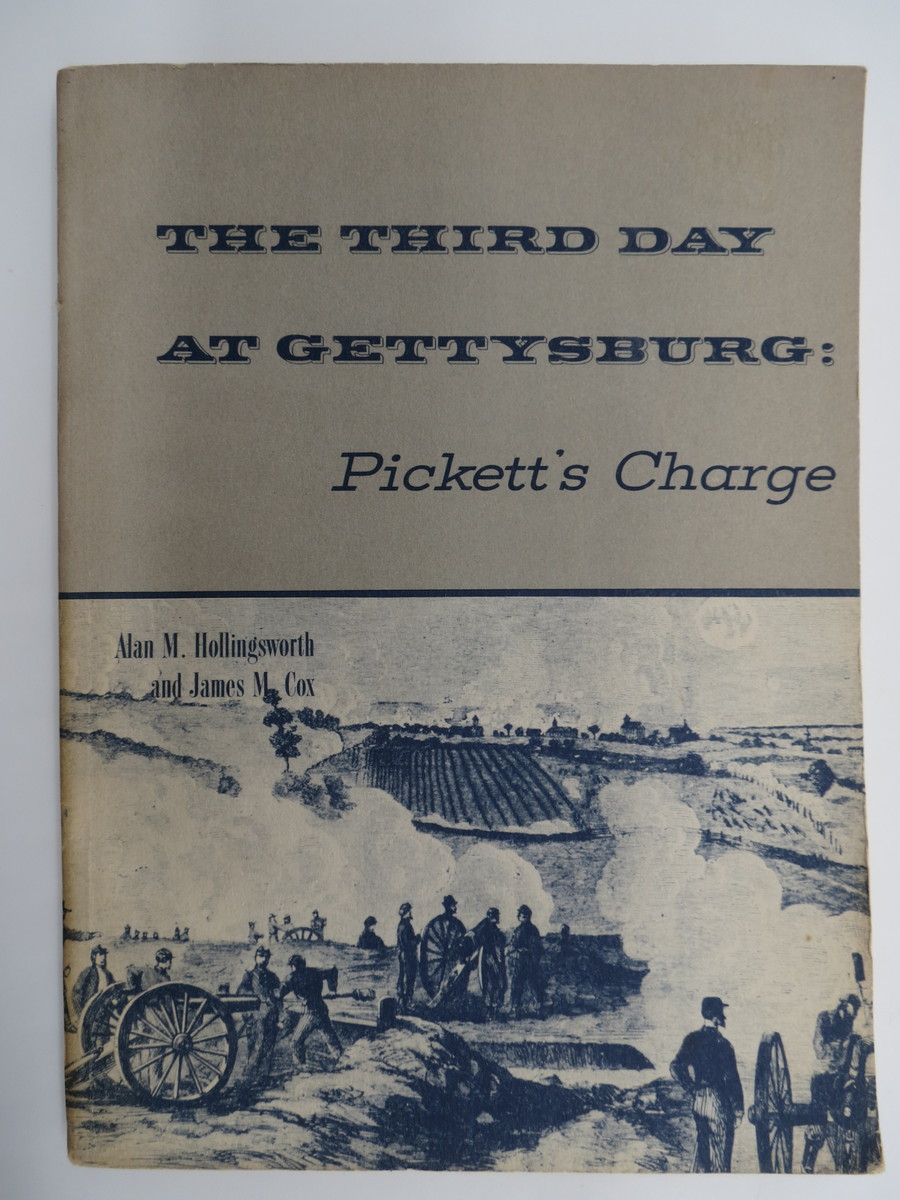 THE THIRD DAY
AT GETTYSBURG:
Pickett's Charge
Alan M. Hollingsworth
and James M. Cox